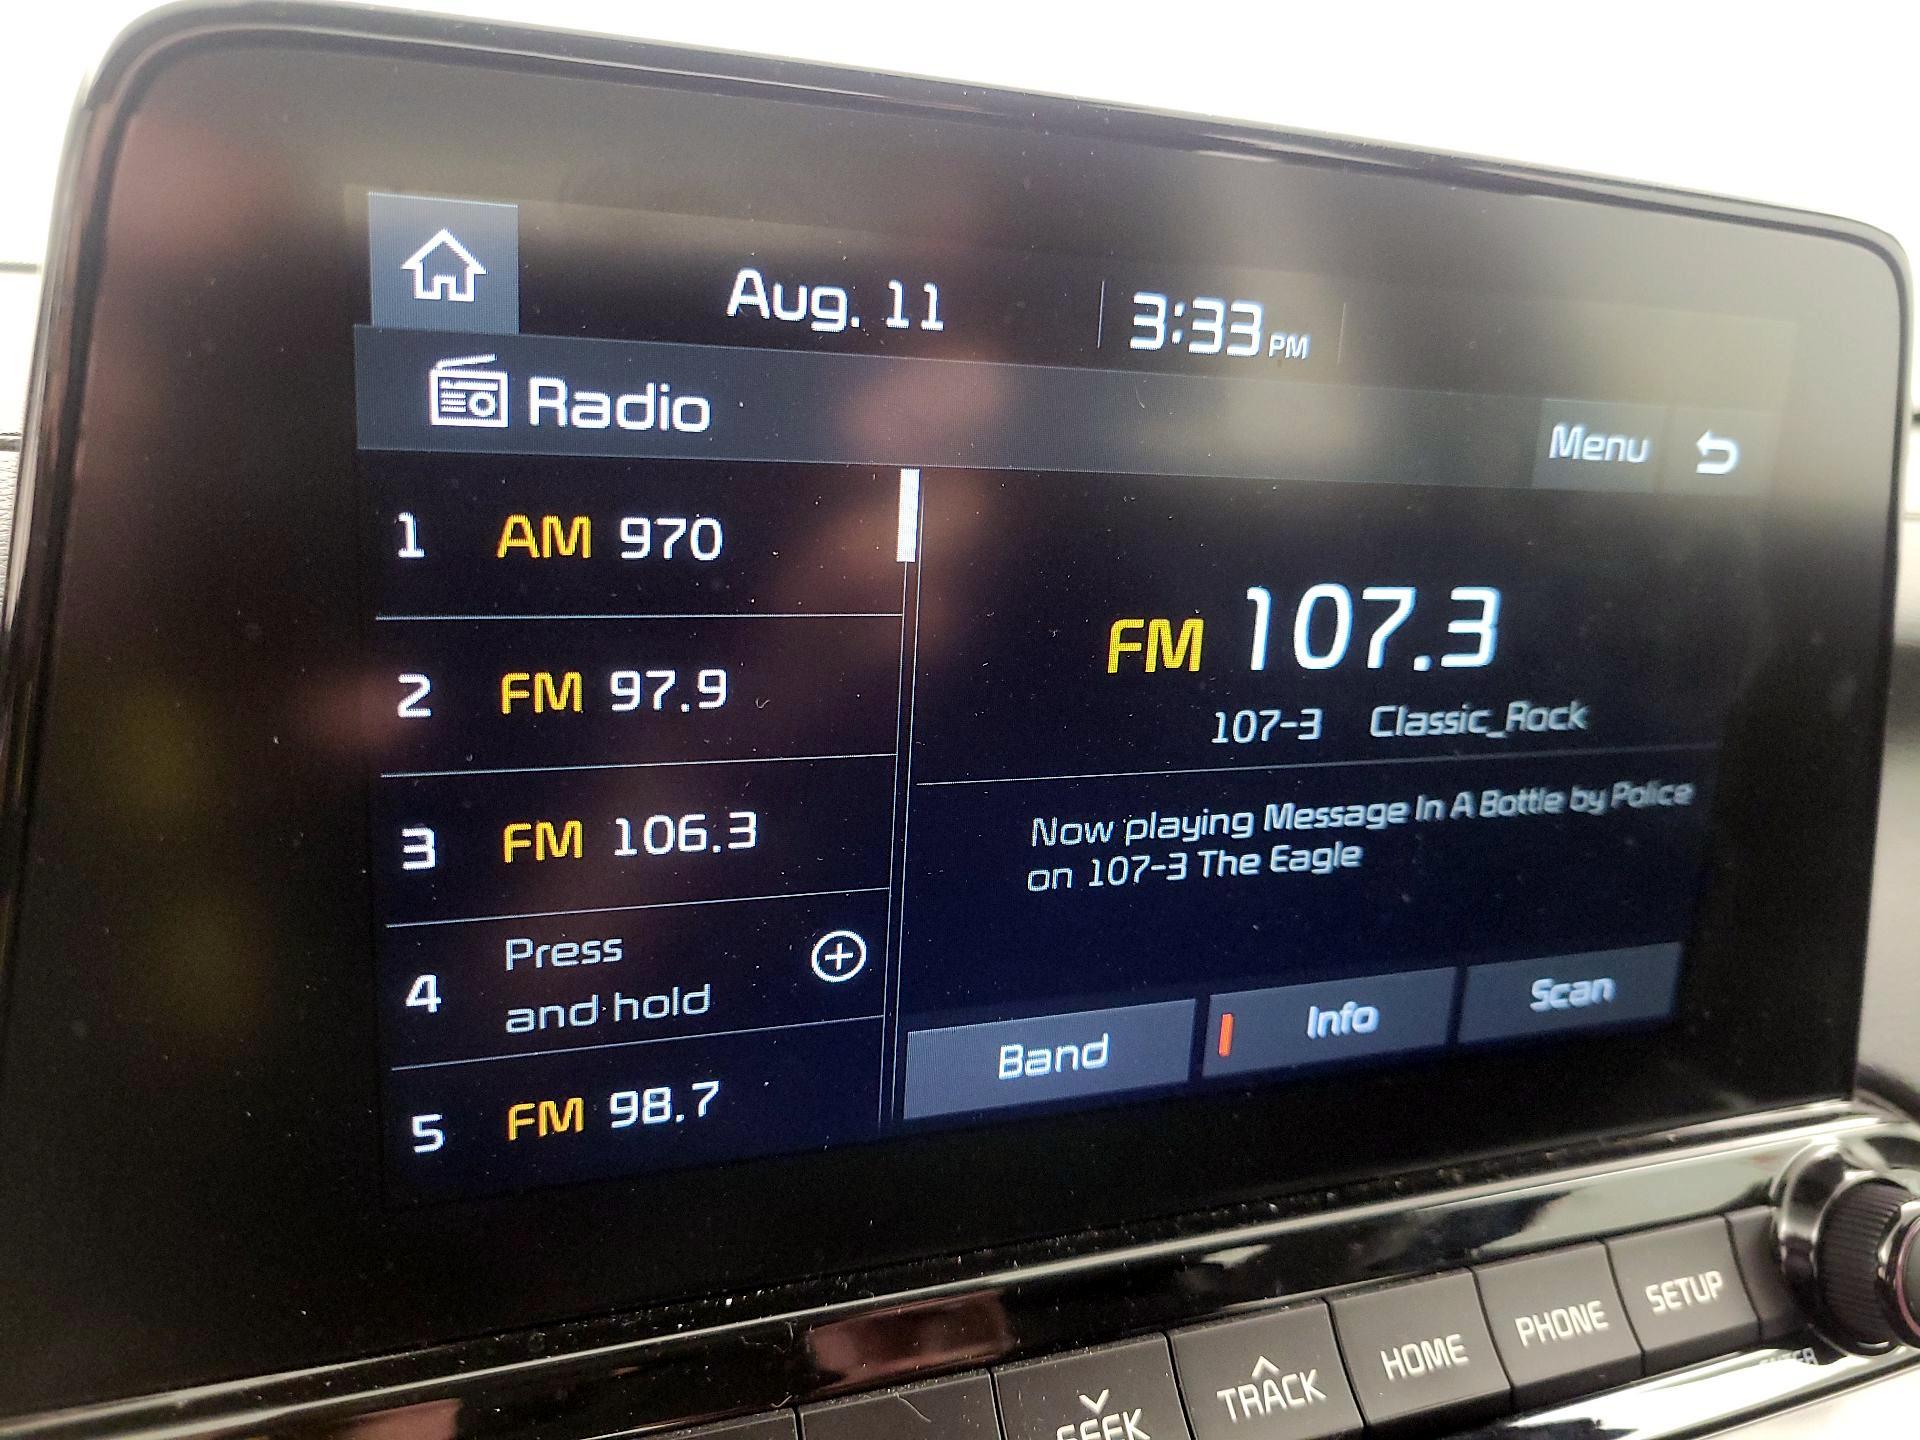 Aug. 11
3:33 PM
Radio
Menu
1 AM 970
2 FM 97.9
3 FM 106.3
4 Press
and hold
5 FM 98.7
FM 107.3
107-3 Classic_Rock
Now playing Message In A Bottle by Police
on 107-3 The Eagle
Band
Info
Scan
SEEK
TRACK
HOME
PHONE
SETUP